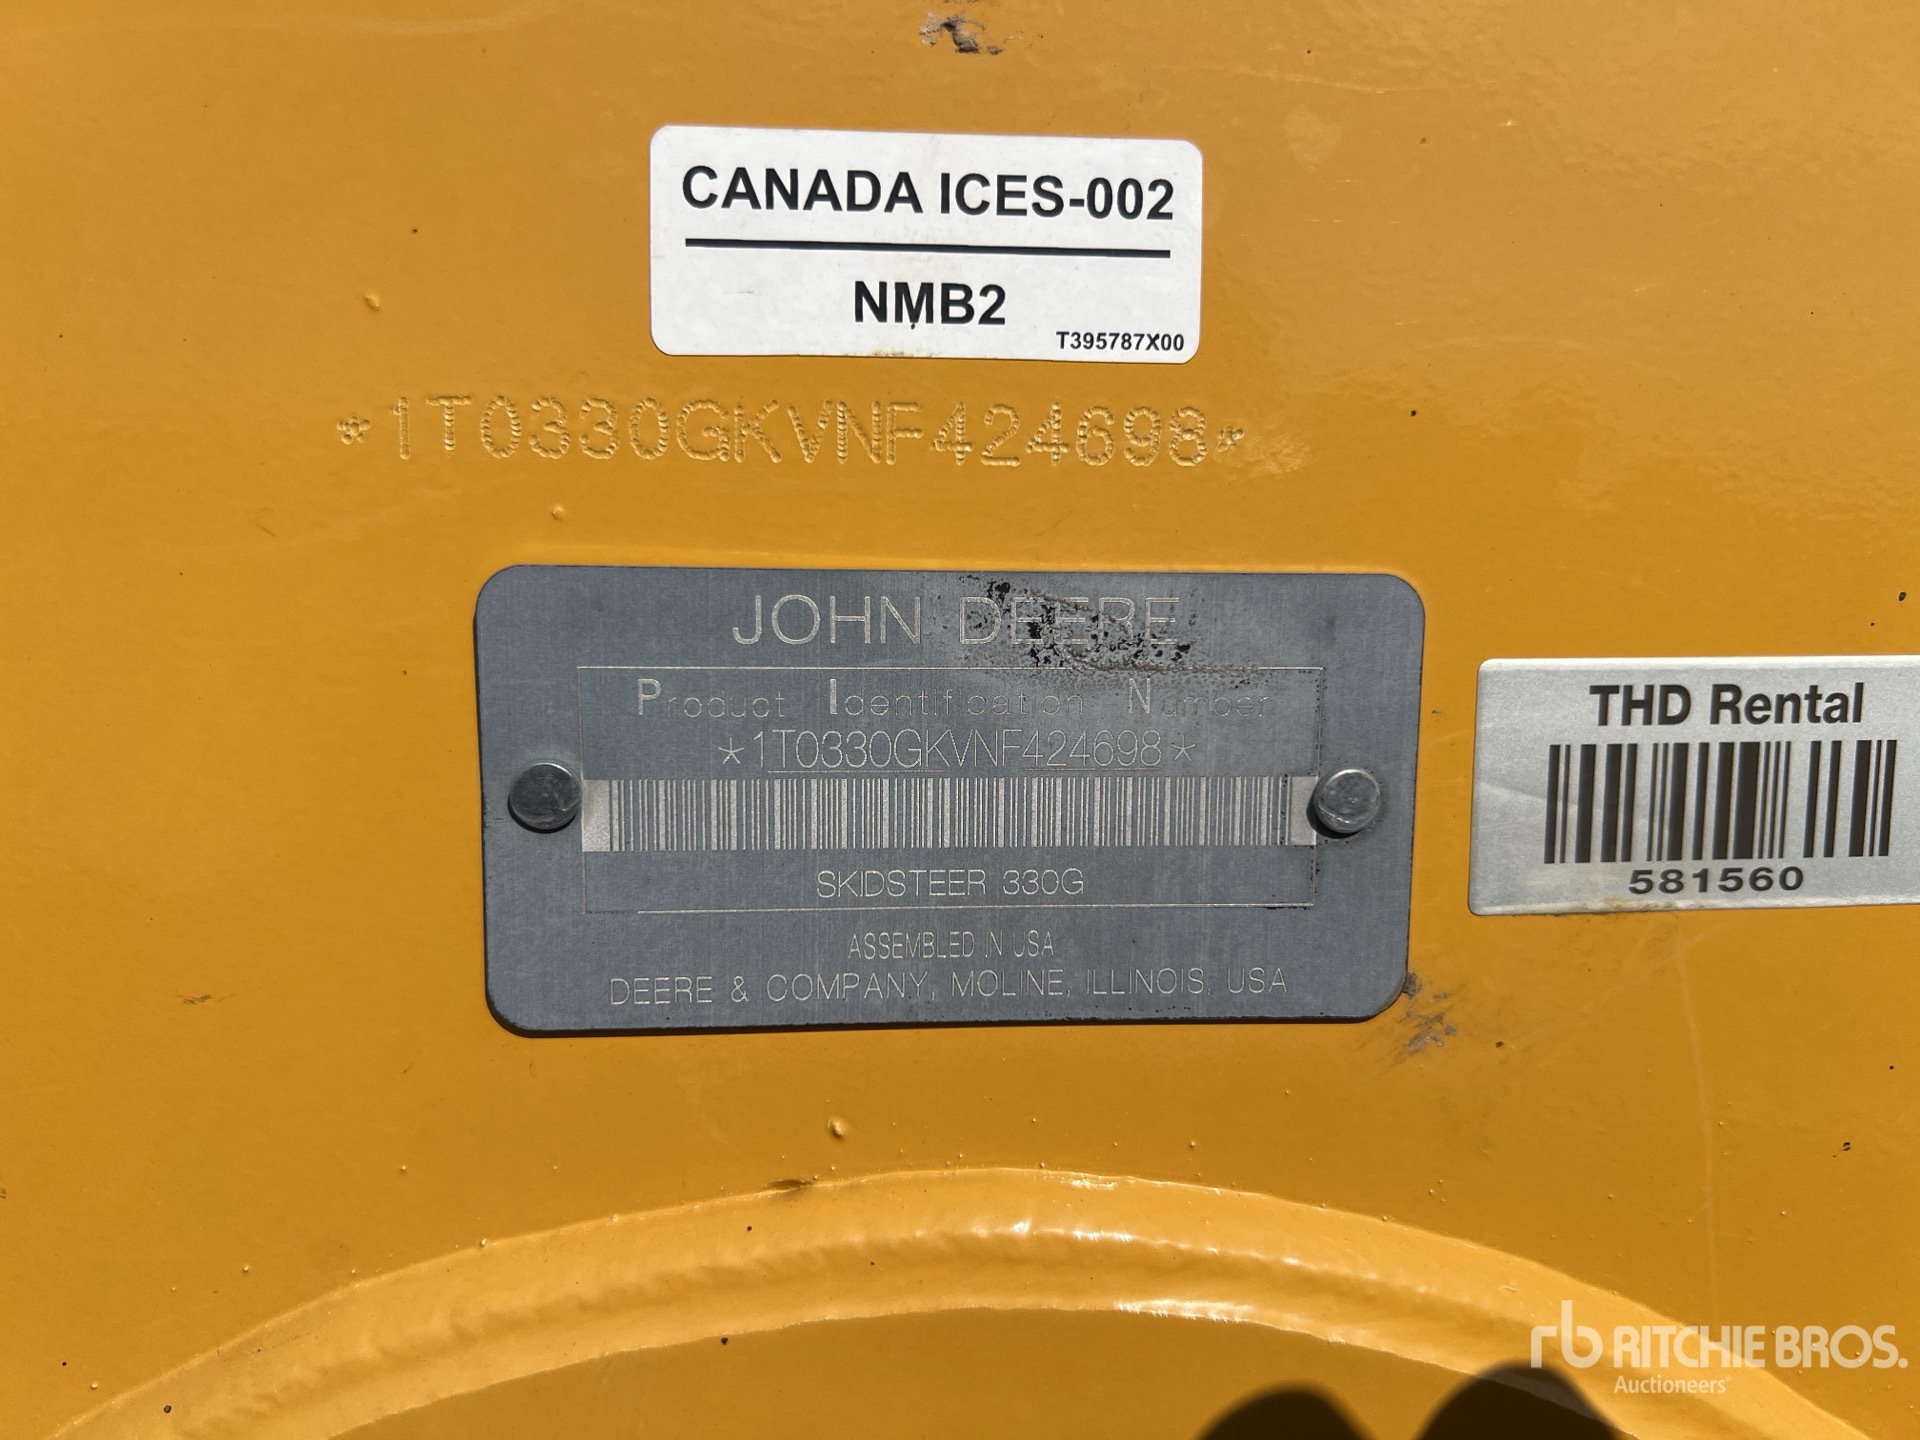 CANADA ICES-002
NMB2
T395787X00
*1T0330GKVNF424698*
JOHN DEERE
Product Identification Number
*1T0330GKVNF424698*
SKIDSTEER 330G
ASSEMBLED IN USA
DEERE & COMPANY, MOLINE, ILLINOIS, USA
THD Rental
581560
rb RITCHIE BROS.
Auctioneers